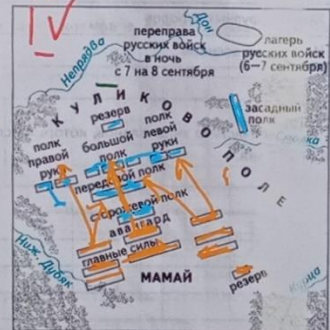 IV
Дон
Непрядва
переправа
русских войск
в ночь
с 7 на 8 сентября
лагерь
русских войск
(6–7 сентября)
КУЛИКОВО ПОЛЕ
засадный
полк
резерв
полк
правой
руки
большой
полк
полк
левой
руки
передовой полк
сторожевой полк
авангард
главные силы
МАМАЙ
резерв
Ниж. Дубяк